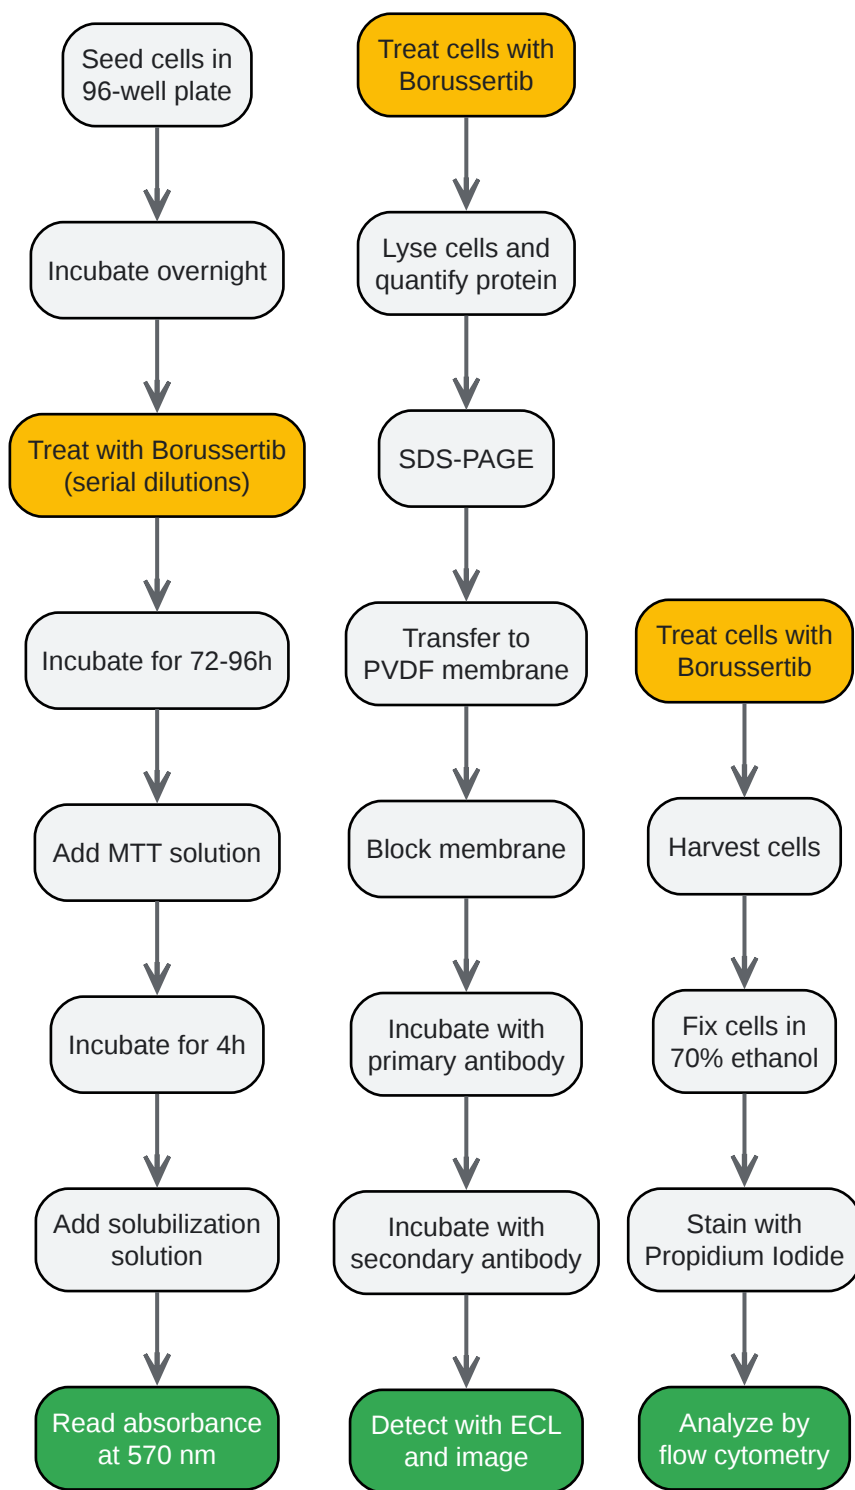 Seed cells in
96-well plate
Incubate overnight
Treat with Borussertib
(serial dilutions)
Incubate for 72-96h
Add MTT solution
Incubate for 4h
Add solubilization
solution
Read absorbance
at 570 nm
Treat cells with
Borussertib
Lyse cells and
quantify protein
SDS-PAGE
Transfer to
PVDF membrane
Block membrane
Incubate with
primary antibody
Incubate with
secondary antibody
Detect with ECL
and image
Treat cells with
Borussertib
Harvest cells
Fix cells in
70% ethanol
Stain with
Propidium Iodide
Analyze by
flow cytometry